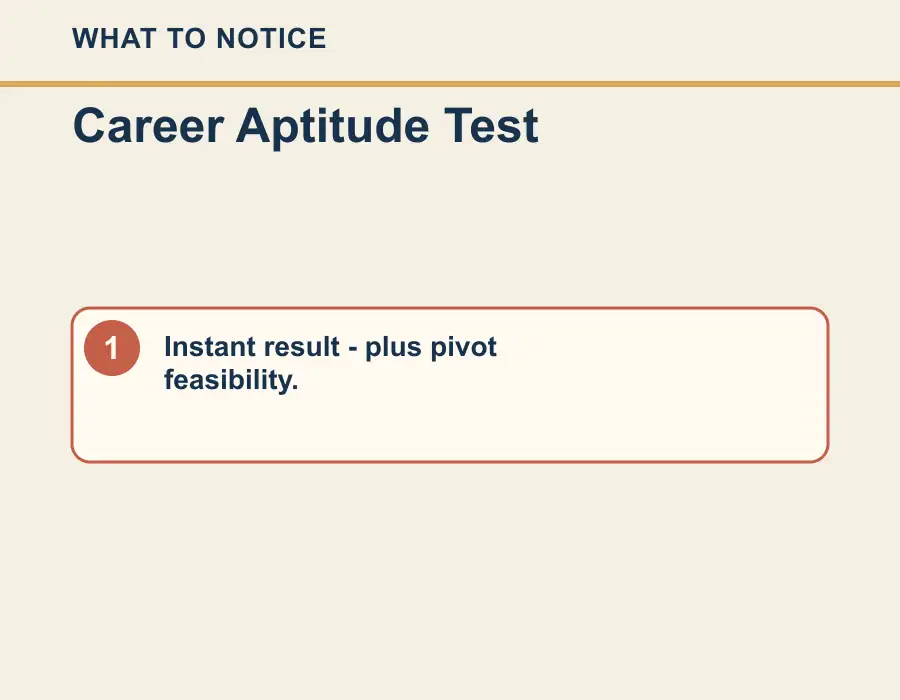 WHAT TO NOTICE
Career Aptitude Test
1
Instant result - plus pivot
feasibility.